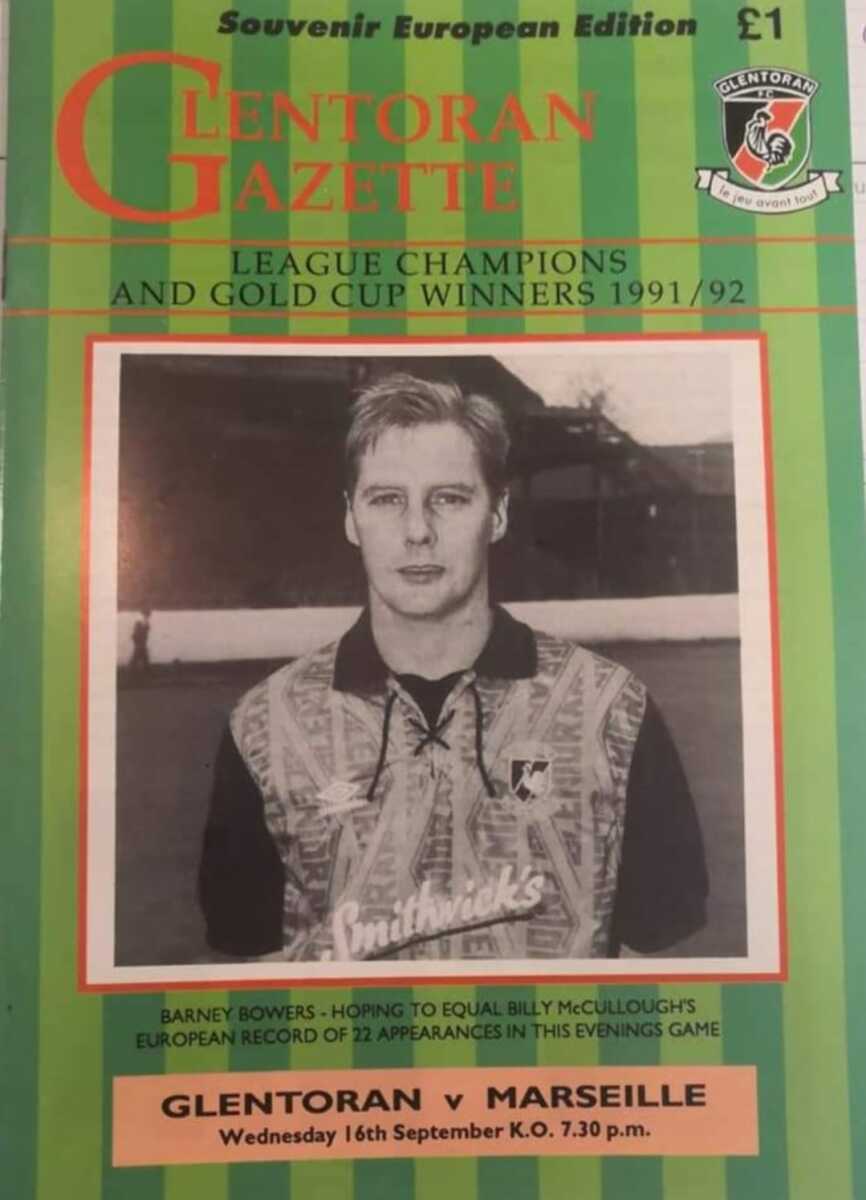 Souvenir European Edition £1
GLENTORAN
GAZETTE
GLENTORAN
FC
le jeu avant tout
LEAGUE CHAMPIONS
AND GOLD CUP WINNERS 1991/92
Smithwick's
BARNEY BOWERS - HOPING TO EQUAL BILLY McCULLOUGH'S
EUROPEAN RECORD OF 22 APPEARANCES IN THIS EVENINGS GAME
GLENTORAN v MARSEILLE
Wednesday 16th September K.O. 7.30 p.m.